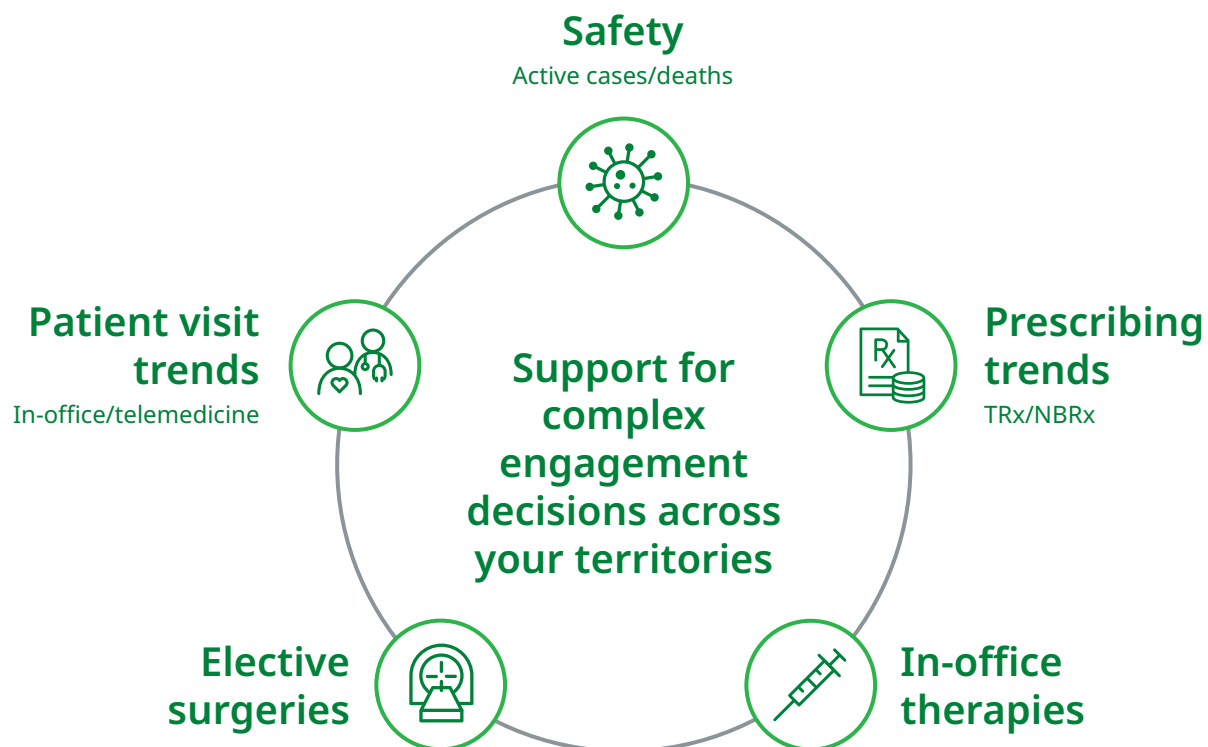 Safety
Active cases/deaths
Patient visit
trends
In-office/telemedicine
Rx
Prescribing
trends
TRx/NBRx
Support for
complex
engagement
decisions across
your territories
Elective
surgeries
In-office
therapies